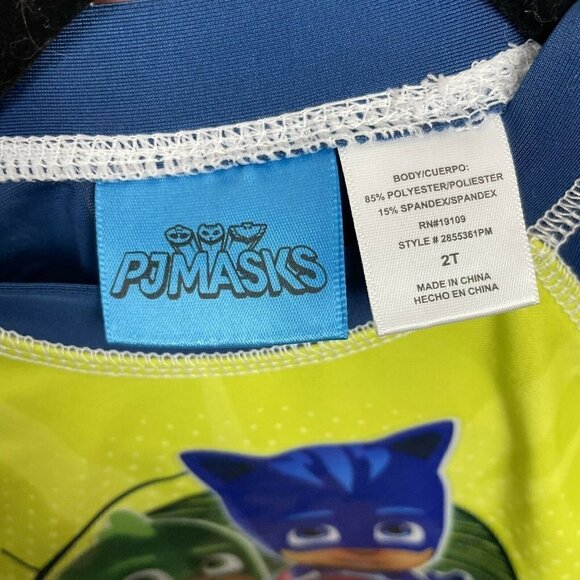 PJMASKS
BODY/CUERPO:
85% POLYESTER/POLIESTER
15% SPANDEX/SPANDEX
RN#19109
STYLE # 2855361PM
2T
MADE IN CHINA
HECHO EN CHINA